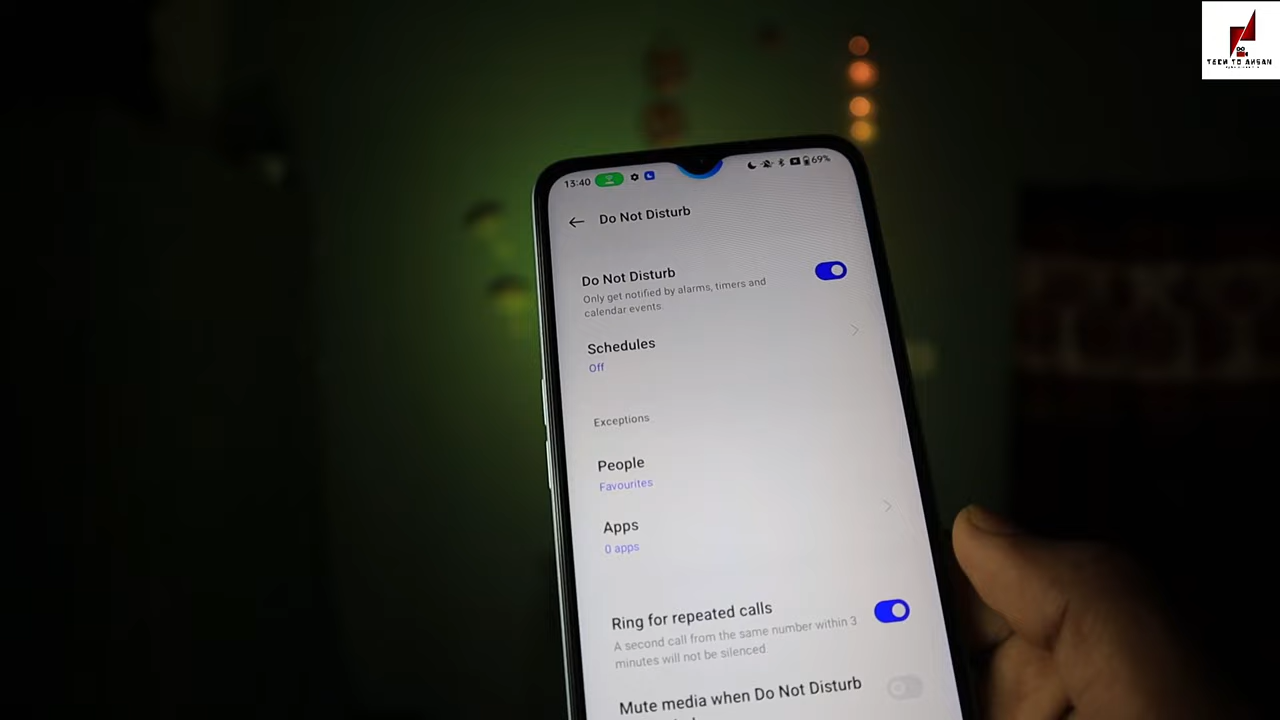 TECH TO AHSAN
13:40
69%
Do Not Disturb
Do Not Disturb
Only get notified by alarms, timers and
calendar events.
Schedules
Off
Exceptions
People
Favourites
Apps
0 apps
Ring for repeated calls
A second call from the same number within 3
minutes will not be silenced.
Mute media when Do Not Disturb